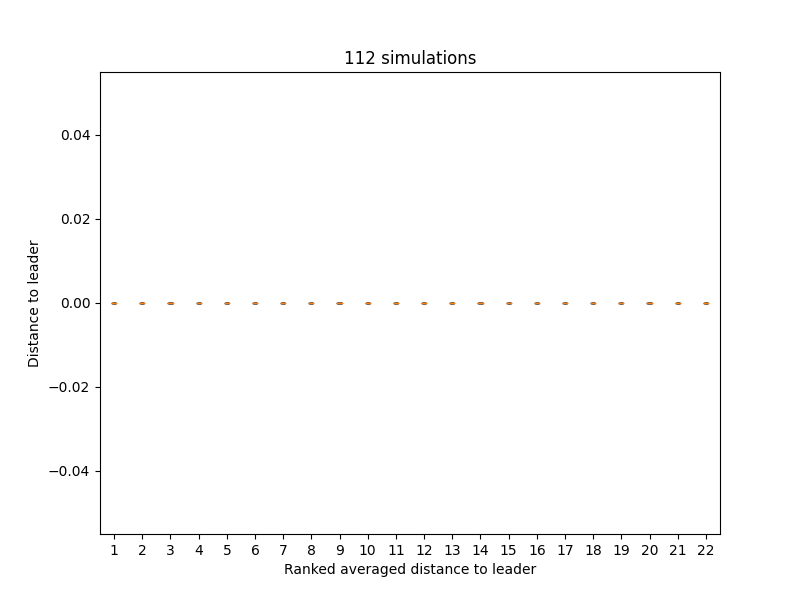 112 simulations
0.04
0.02
0.00
−0.02
−0.04
Distance to leader
1 2 3 4 5 6 7 8 9 10 11 12 13 14 15 16 17 18 19 20 21 22
Ranked averaged distance to leader